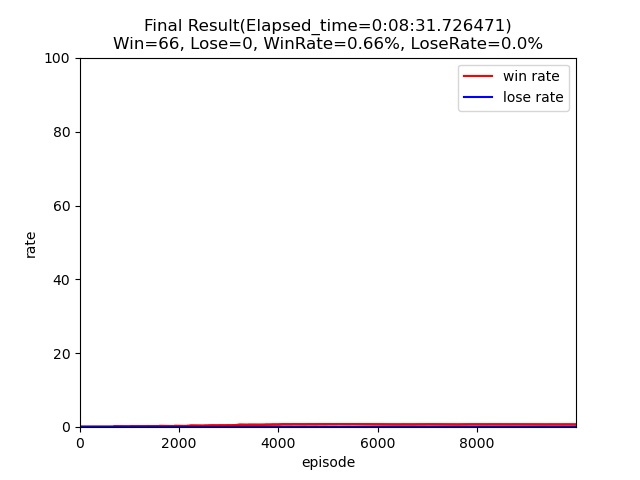 Final Result(Elapsed_time=0:08:31.726471)
Win=66, Lose=0, WinRate=0.66%, LoseRate=0.0%
100
80
60
40
20
0
rate
win rate
lose rate
0 2000 4000 6000 8000
episode